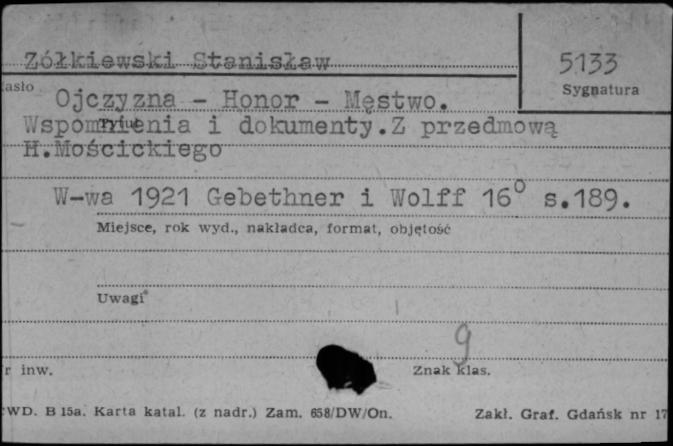 Zółkiewski Stanisław
5133
asło
Sygnatura
Ojczyzna - Honor - Męstwo.
Wspomnienia i dokumenty.Z przedmową
Tytuł
H.Mościckiego
W-wa 1921 Gebethner i Wolff 16° s.189.
Miejsce, rok wyd., nakładca, format, objętość
Uwagi
9
r inw.
Znak klas.
WD. B 15a. Karta katal. (z nadr.) Zam. 658/DW/On.
Zakł. Graf. Gdańsk nr 17